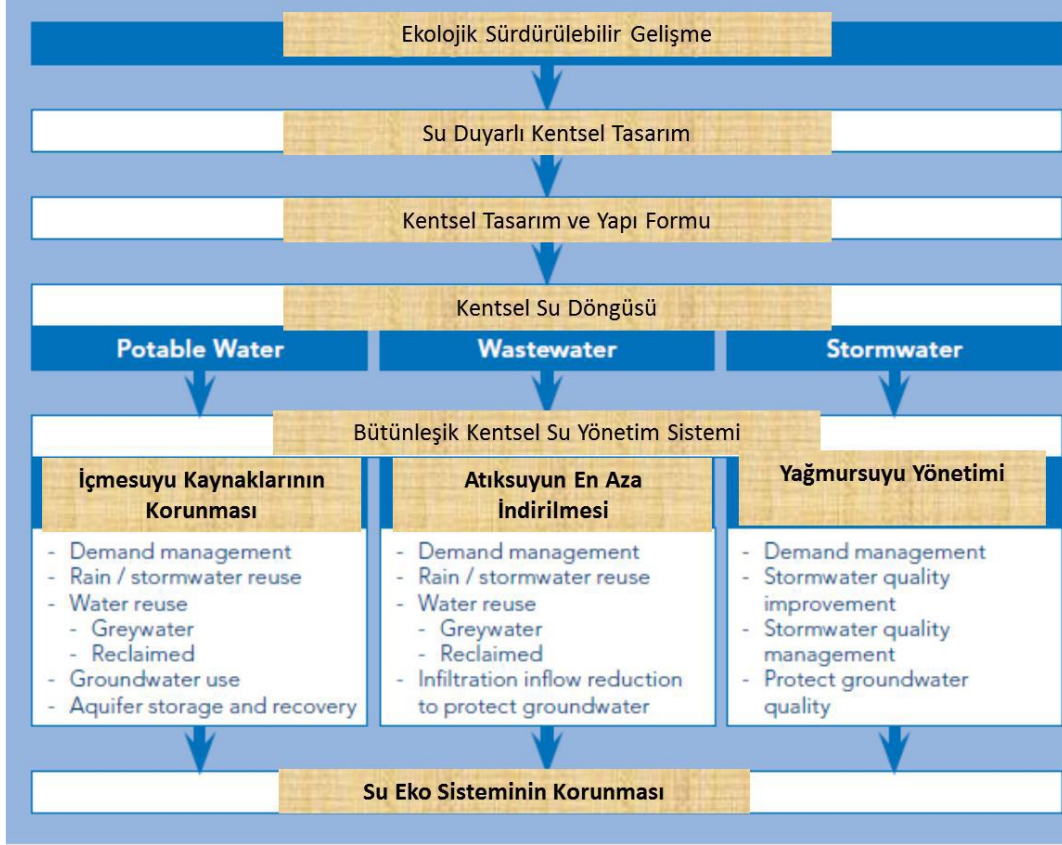 Ekolojik Sürdürülebilir Gelişme
Su Duyarlı Kentsel Tasarım
Kentsel Tasarım ve Yapı Formu
Kentsel Su Döngüsü
Potable Water
Wastewater
Stormwater
Bütünleşik Kentsel Su Yönetim Sistemi
İçmesuyu Kaynaklarının
Korunması
- Demand management
- Rain / stormwater reuse
- Water reuse
- Greywater
- Reclaimed
- Groundwater use
- Aquifer storage and recovery
Atıksuyun En Aza
İndirilmesi
- Demand management
- Rain / stormwater reuse
- Water reuse
- Greywater
- Reclaimed
- Infiltration inflow reduction
to protect groundwater
Yağmursuyu Yönetimi
- Demand management
- Stormwater quality
improvement
- Stormwater quality
management
- Protect groundwater
quality
Su Eko Sisteminin Korunması